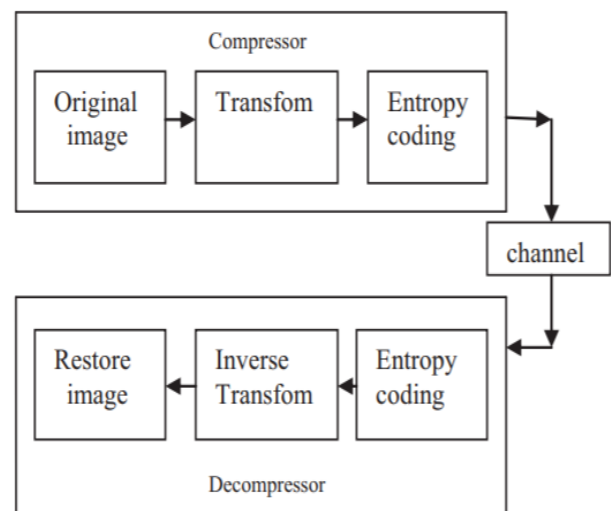 Compressor
Original
image
Transfom
Entropy
coding
channel
Restore
image
Inverse
Transfom
Entropy
coding
Decompressor